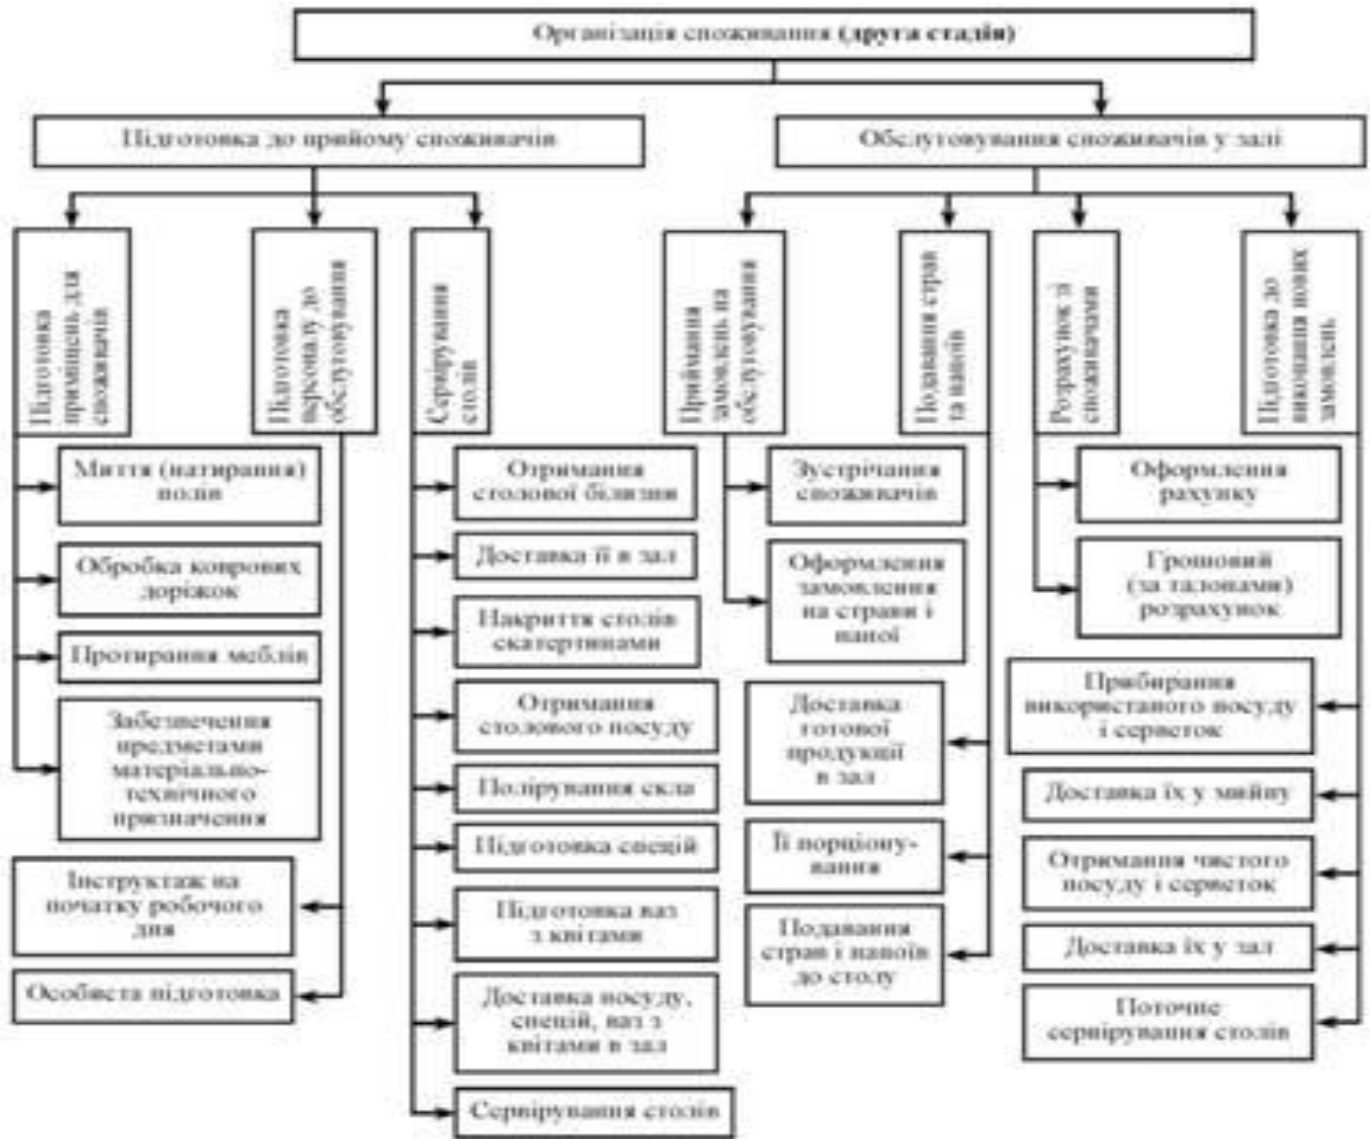 Організація споживання (друга стадія)
Підготовка до прийому споживачів
Обслуговування споживачів у залі
Підготовка
приміщень для
споживачів
Підготовка
персоналу до
обслуговування
Сервірування
столів
Приймання
замовлень на
обслуговування
Подавання страв
та напоїв
Розрахунок зі
споживачами
Підготовка до
виконання нових
замовлень
Миття (натирання)
полів
Обробка коврових
доріжок
Протирання меблів
Забезпечення
предметами
матеріально-
технічного
призначення
Інструктаж на
початку робочого
дня
Особиста підготовка
Отримання
столової білизни
Доставка її в зал
Накриття столів
скатертинами
Отримання
столового посуду
Полірування скла
Підготовка спецій
Підготовка ваз
з квітами
Доставка посуду,
спецій, ваз з
квітами в зал
Сервірування столів
Зустрічання
споживачів
Оформлення
замовлення
на страви і
напої
Доставка
готової
продукції
в зал
Її порціону-
вання
Подавання
страв і напоїв
до столу
Оформлення
рахунку
Грошовий
(за талонами)
розрахунок
Прибирання
використаного посуду
і серветок
Доставка їх у мийну
Отримання чистого
посуду і серветок
Доставка їх у зал
Поточне
сервірування столів